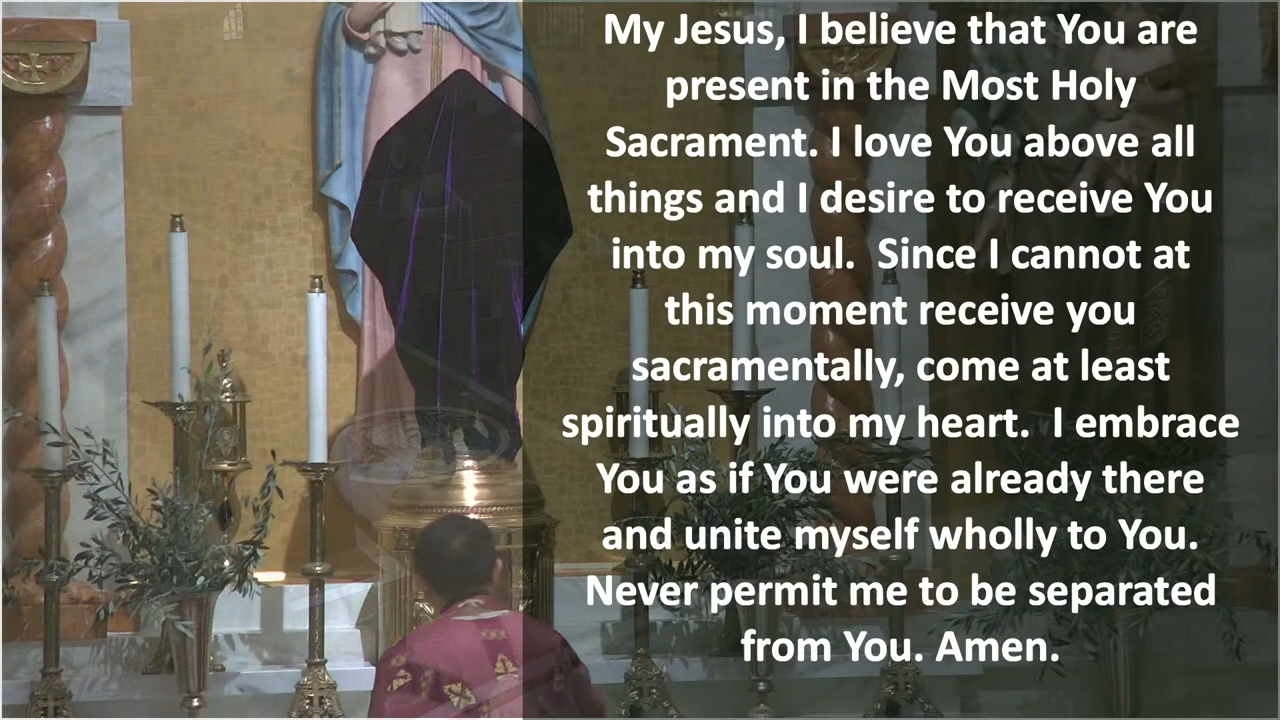 My Jesus, I believe that You are
present in the Most Holy
Sacrament. I love You above all
things and I desire to receive You
into my soul.  Since I cannot at
this moment receive you
sacramentally, come at least
spiritually into my heart.  I embrace
You as if You were already there
and unite myself wholly to You.
Never permit me to be separated
from You. Amen.